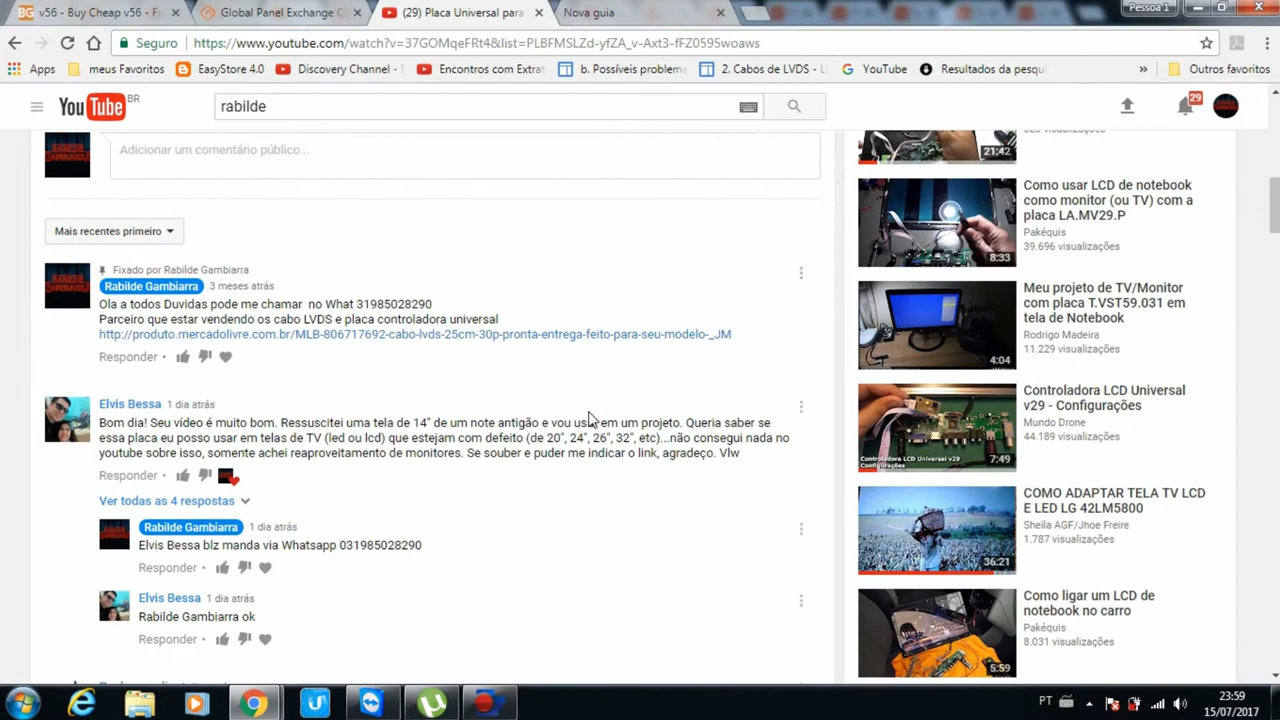 v56 - Buy Cheap v56 - Fr
Global Panel Exchange C
(29) Placa Universal para
Nova guia
Pessoa 1
Seguro
https://www.youtube.com/watch?v=37GOMqeFRt4&list=PLBFMSLZd-yfZA_v-Axt3-fFZ0595woaws
Apps
meus Favoritos
EasyStore 4.0
Discovery Channel -
Encontros com Extrat
b. Possíveis problema
2. Cabos de LVDS - L
YouTube
Resultados da pesqu
»
Outros favoritos
YouTube BR
rabilde
29
Adicionar um comentário público...
Mais recentes primeiro
Fixado por Rabilde Gambiarra
Rabilde Gambiarra 3 meses atrás
Ola a todos Duvidas pode me chamar no What 31985028290
Parceiro que estar vendendo os cabo LVDS e placa controladora universal
http://produto.mercadolivre.com.br/MLB-806717692-cabo-lvds-25cm-30p-pronta-entrega-feito-para-seu-modelo-_JM
Responder
Elvis Bessa 1 dia atrás
Bom dia! Seu vídeo é muito bom. Ressuscitei uma tela de 14" de um note antigão e vou us em um projeto. Queria saber se
essa placa eu posso usar em telas de TV (led ou lcd) que estejam com defeito (de 20", 24", 26", 32", etc)...não consegui nada no
youtube sobre isso, somente achei reaproveitamento de monitores. Se souber e puder me indicar o link, agradeço. Vlw
Responder
Ver todas as 4 respostas
Rabilde Gambiarra 1 dia atrás
Elvis Bessa blz manda via Whatsapp 031985028290
Responder
Elvis Bessa 1 dia atrás
Rabilde Gambiarra ok
Responder
21:42
Como usar LCD de notebook
como monitor (ou TV) com a
placa LA.MV29.P
Pakéquis
39.696 visualizações
8:33
Meu projeto de TV/Monitor
com placa T.VST59.031 em
tela de Notebook
Rodrigo Madeira
11.229 visualizações
4:04
Controladora LCD Universal
v29 - Configurações
Mundo Drone
44.189 visualizações
Controladora LCD Universal v29
Configurações
7:49
COMO ADAPTAR TELA TV LCD
E LED LG 42LM5800
Sheila AGF/Jhoe Freire
1.787 visualizações
36:21
Como ligar um LCD de
notebook no carro
Pakéquis
8.031 visualizações
5:59
PT
23:59
15/07/2017